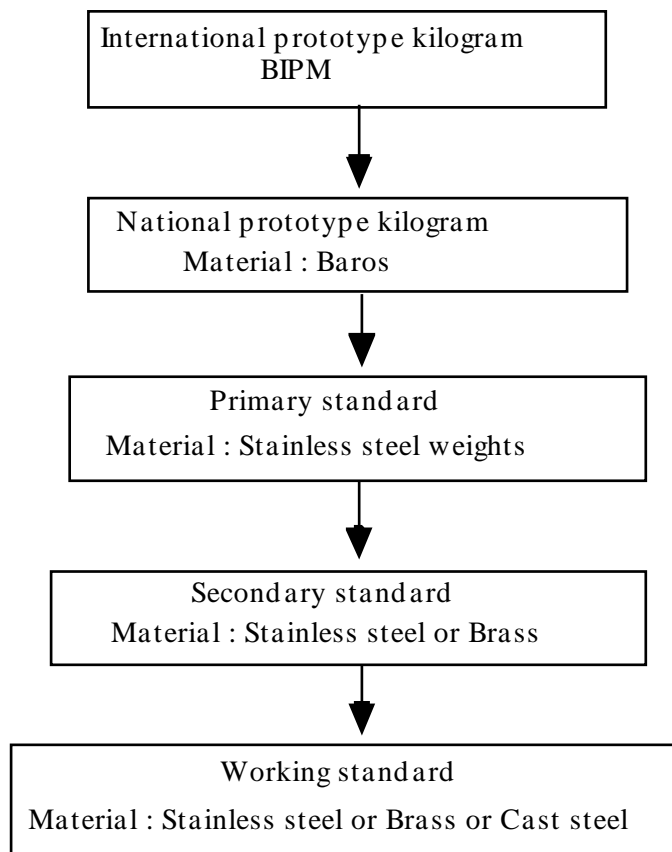 International prototype kilogram
BIPM
National prototype kilogram
Material : Baros
Primary standard
Material : Stainless steel weights
Secondary standard
Material : Stainless steel or Brass
Working standard
Material : Stainless steel or Brass or Cast steel